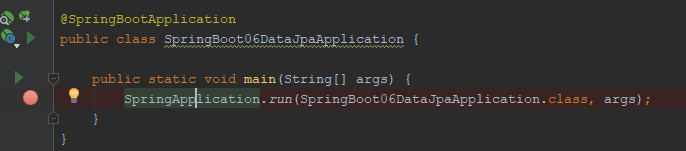 @SpringBootApplication
public class SpringBoot06DataJpaApplication {
public static void main(String[] args) {
SpringApplication.run(SpringBoot06DataJpaApplication.class, args);
}
}